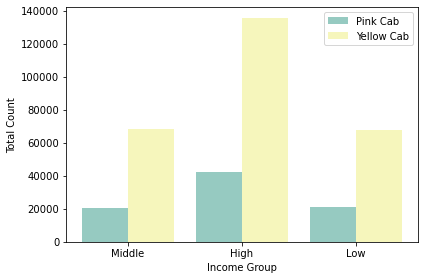 140000
120000
100000
80000
60000
40000
20000
0
Total Count
Pink Cab
Yellow Cab
Middle High Low
Income Group